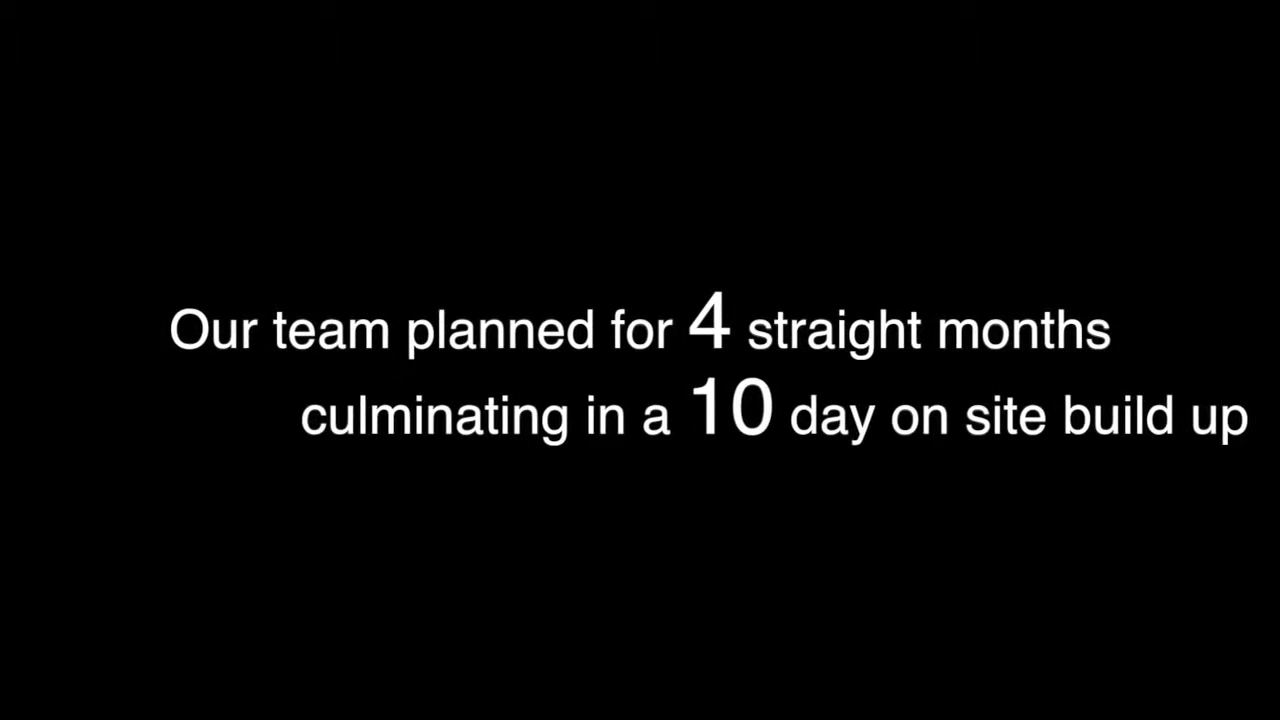 Our team planned for 4 straight months
culminating in a 10 day on site build up